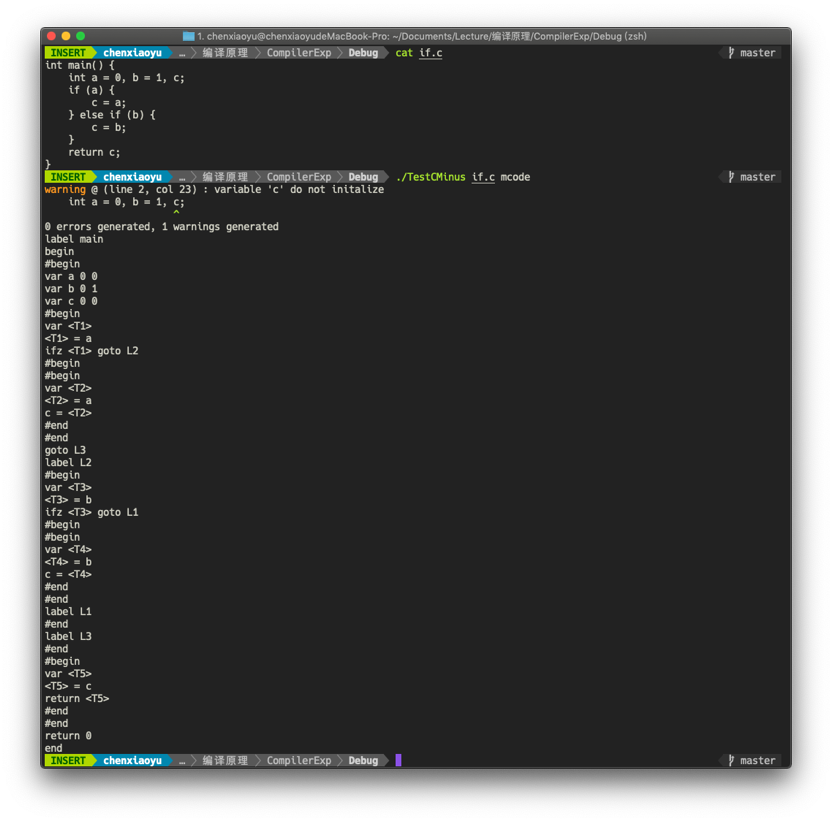 1. chenxiaoyu@chenxiaoyudeMacBook-Pro: ~/Documents/Lecture/编译原理/CompilerExp/Debug (zsh)
INSERT chenxiaoyu … 编译原理 CompilerExp Debug cat if.c master
int main() {
    int a = 0, b = 1, c;
    if (a) {
        c = a;
    } else if (b) {
        c = b;
    }
    return c;
}
INSERT chenxiaoyu … 编译原理 CompilerExp Debug ./TestCMinus if.c mcode master
warning @ (line 2, col 23) : variable 'c' do not initalize
    int a = 0, b = 1, c;
                      ^
0 errors generated, 1 warnings generated
label main
begin
#begin
var a 0 0
var b 0 1
var c 0 0
#begin
var <T1>
<T1> = a
ifz <T1> goto L2
#begin
#begin
var <T2>
<T2> = a
c = <T2>
#end
#end
goto L3
label L2
#begin
var <T3>
<T3> = b
ifz <T3> goto L1
#begin
#begin
var <T4>
<T4> = b
c = <T4>
#end
#end
label L1
#end
label L3
#end
#begin
var <T5>
<T5> = c
return <T5>
#end
#end
return 0
end
INSERT chenxiaoyu … 编译原理 CompilerExp Debug master